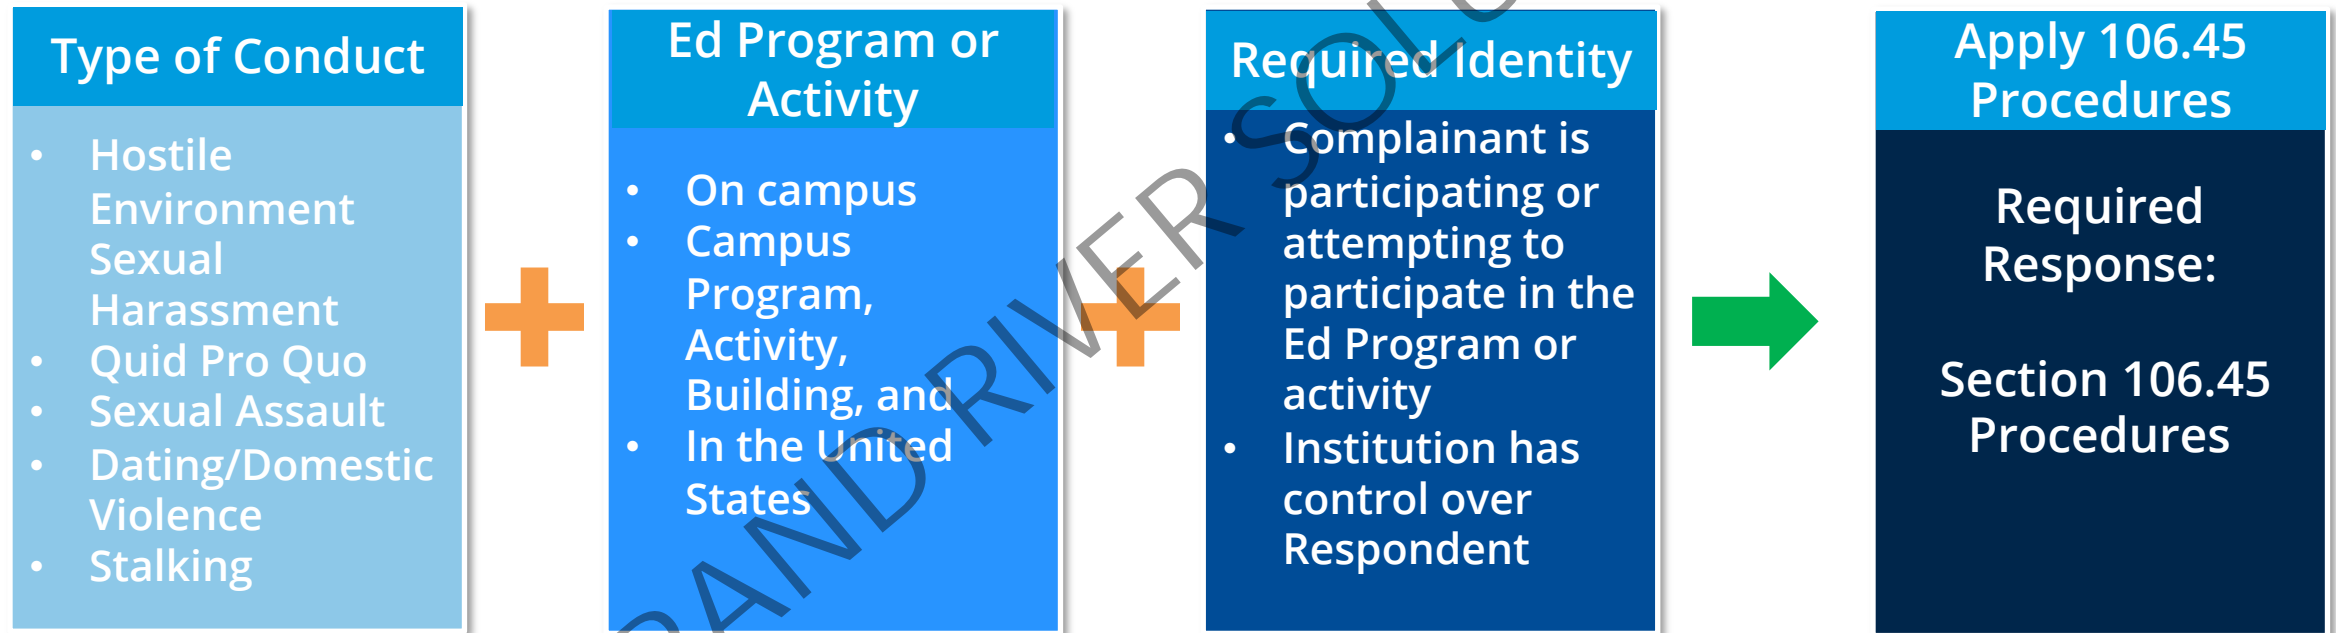 Type of Conduct
• Hostile
Environment
Sexual
Harassment
• Quid Pro Quo
• Sexual Assault
• Dating/Domestic
Violence
• Stalking
Ed Program or
Activity
• On campus
• Campus
Program,
Activity,
Building, and
• In the United
States
Required Identity
• Complainant is
participating or
attempting to
participate in the
Ed Program or
activity
• Institution has
control over
Respondent
Apply 106.45
Procedures
Required
Response:
Section 106.45
Procedures
RAND RIVER SOLU